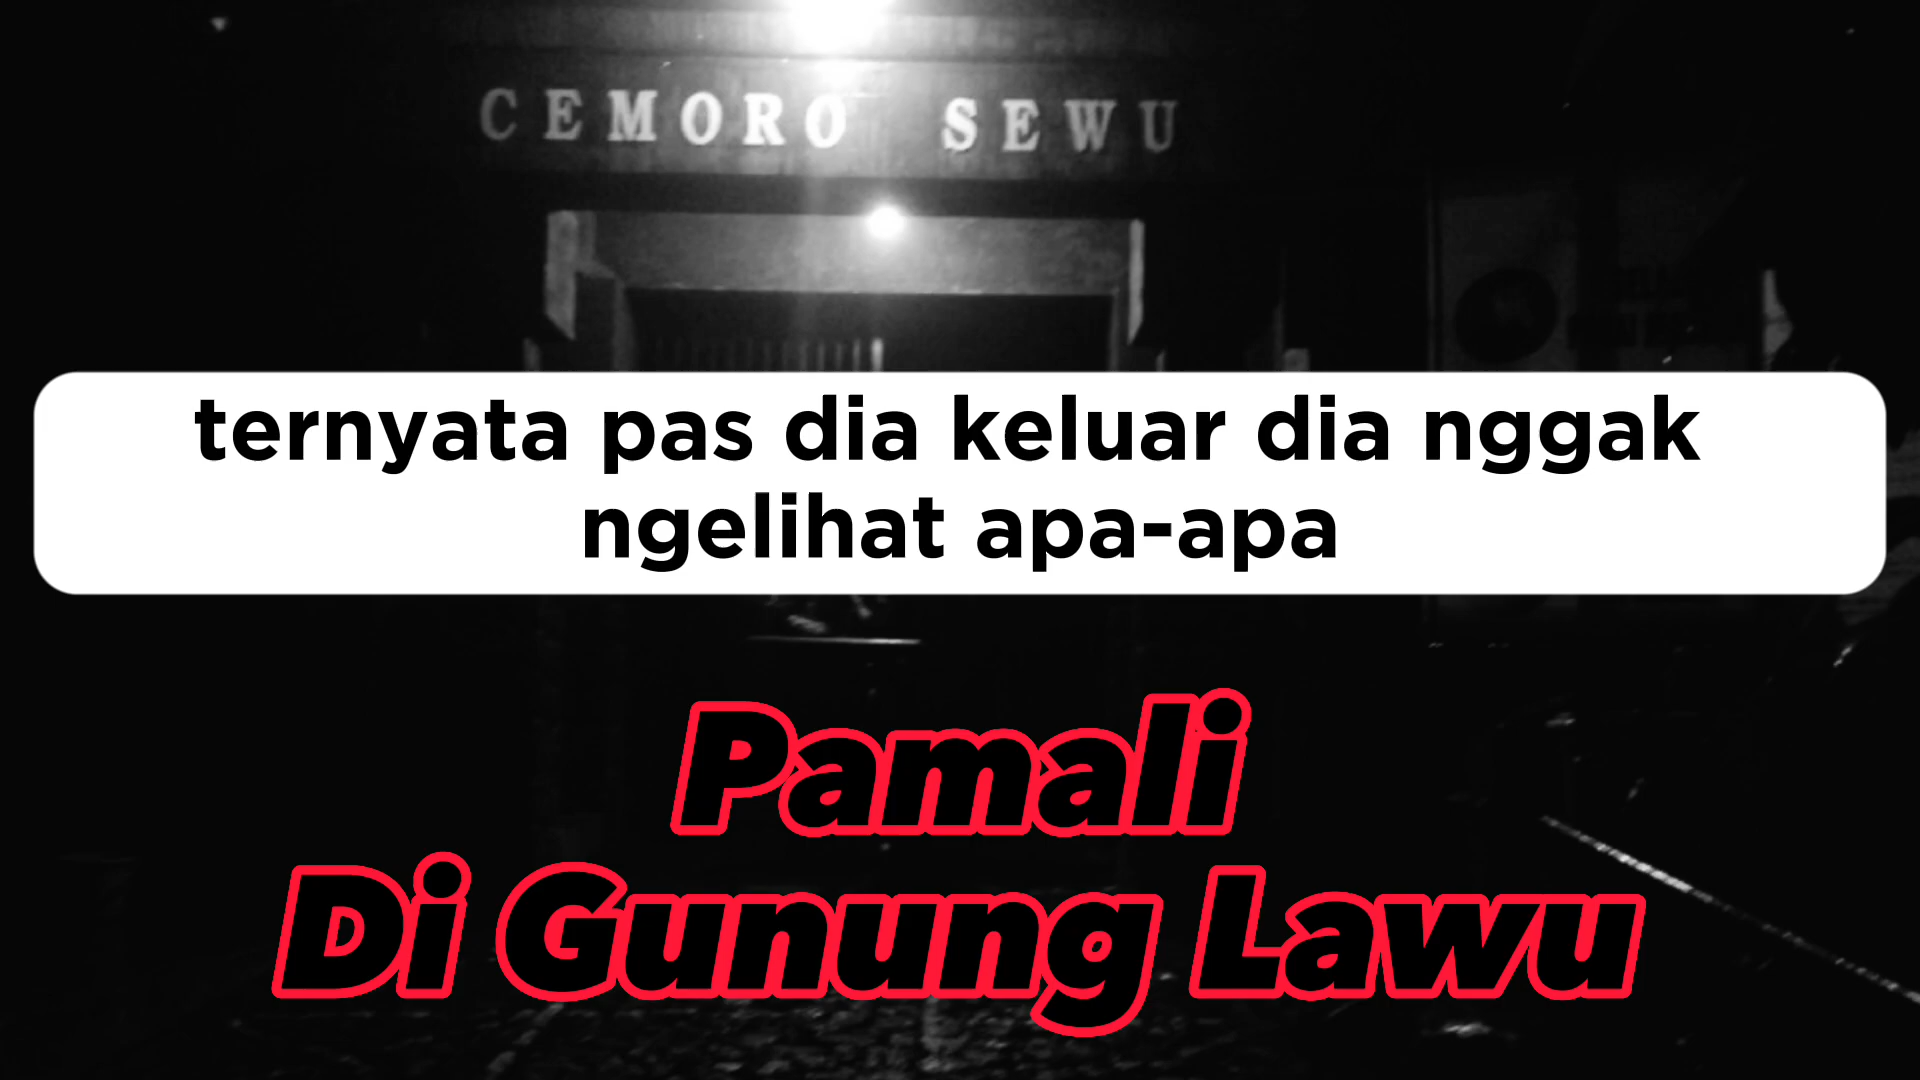 CEMORO SEWU
ternyata pas dia keluar dia nggak
ngelihat apa-apa
Pamali
Di Gunung Lawu